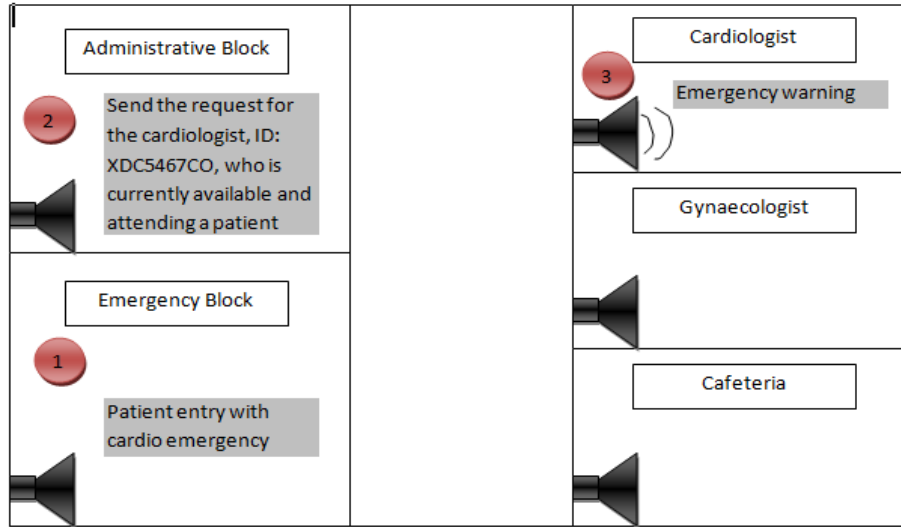 Administrative Block
2
Send the request for
the cardiologist, ID:
XDC5467CO, who is
currently available and
attending a patient
Emergency Block
1
Patient entry with
cardio emergency
Cardiologist
3
Emergency warning
Gynaecologist
Cafeteria